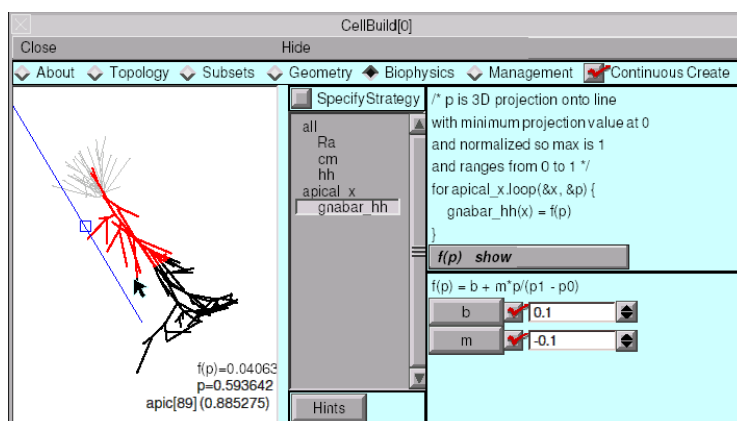 CellBuild[0]
Close Hide
About Topology Subsets Geometry Biophysics Management Continuous Create
f(p)=0.04063
p=0.593642
apic[89] (0.885275)
SpecifyStrategy
all
Ra
cm
hh
apical_x
gnabar_hh
Hints
/* p is 3D projection onto line
with minimum projection value at 0
and normalized so max is 1
and ranges from 0 to 1 */
for apical_x.loop(&x, &p) {
gnabar_hh(x) = f(p)
}
f(p) show
f(p) = b + m*p/(p1 - p0)
b 0.1
m -0.1